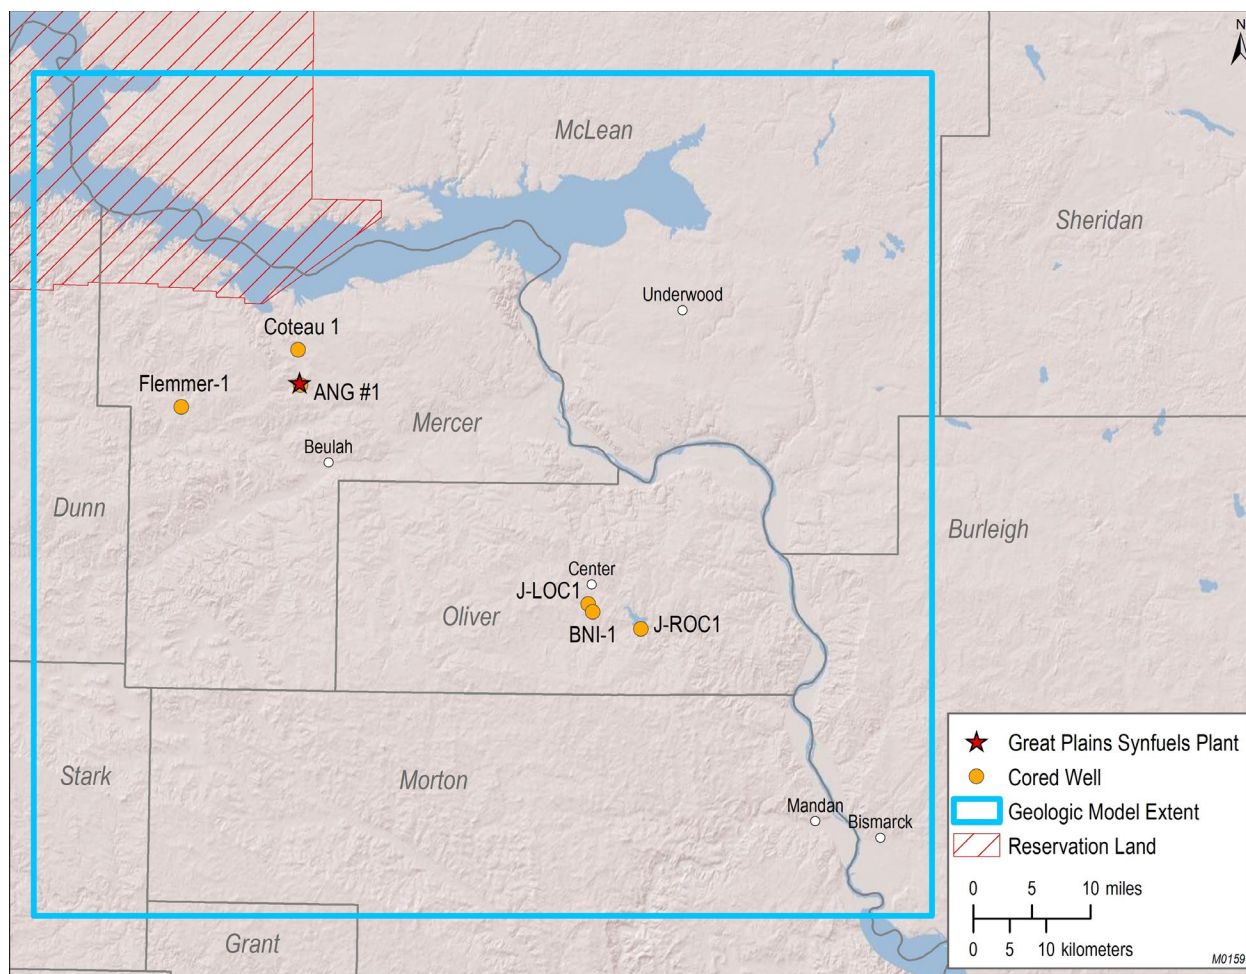 N
McLean
Sheridan
Underwood
Coteau 1
Flemmer-1
ANG #1
Mercer
Beulah
Dunn
Burleigh
Center
J-LOC1
Oliver
BNI-1
J-ROC1
Stark
Morton
Mandan
Bismarck
Grant
Great Plains Synfuels Plant
Cored Well
Geologic Model Extent
Reservation Land
0 5 10 miles
0 5 10 kilometers
M0159